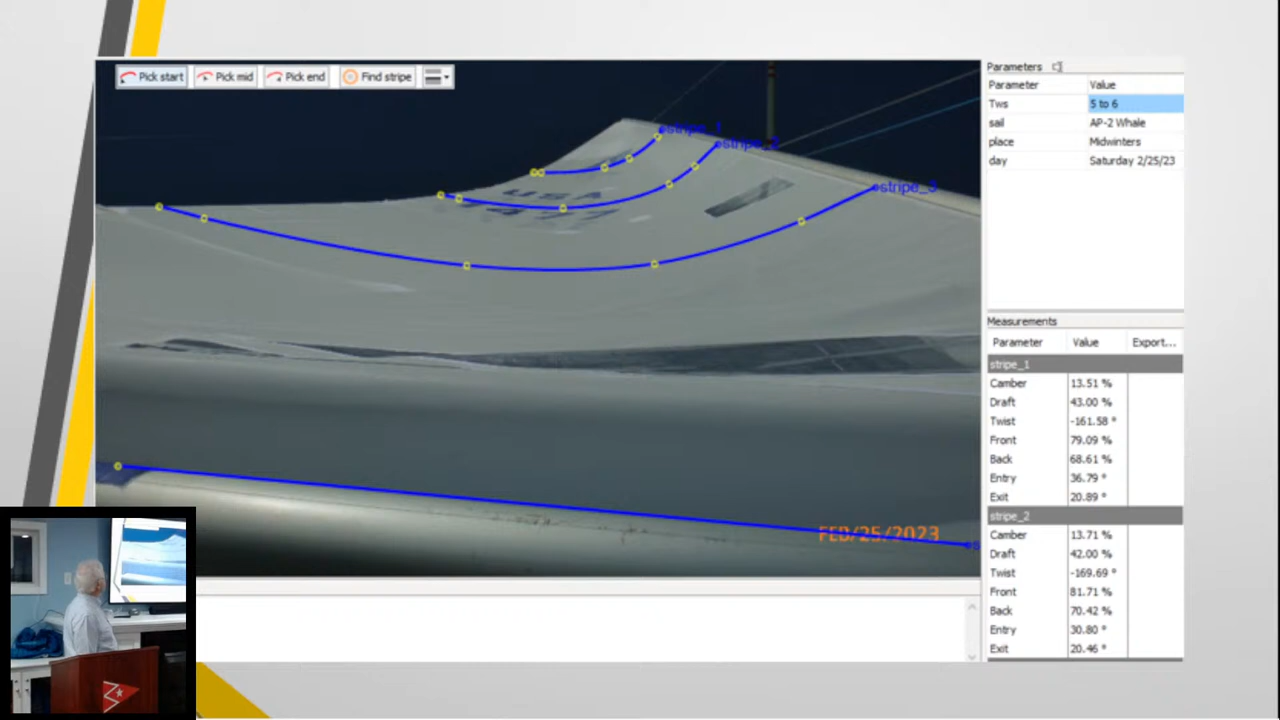 Pick start Pick mid Pick end Find stripe
stripe_1
stripe_2
stripe_3
USA
FEB/25/2023
Parameters
Parameter Value
Tws 5 to 6
sail AP-2 Whale
place Midwinters
day Saturday 2/25/23
Measurements
Parameter Value Export...
stripe_1
Camber 13.51 %
Draft 43.00 %
Twist -161.58 °
Front 79.09 %
Back 68.61 %
Entry 36.79 °
Exit 20.89 °
stripe_2
Camber 13.71 %
Draft 42.00 %
Twist -169.69 °
Front 81.71 %
Back 70.42 %
Entry 30.80 °
Exit 20.46 °